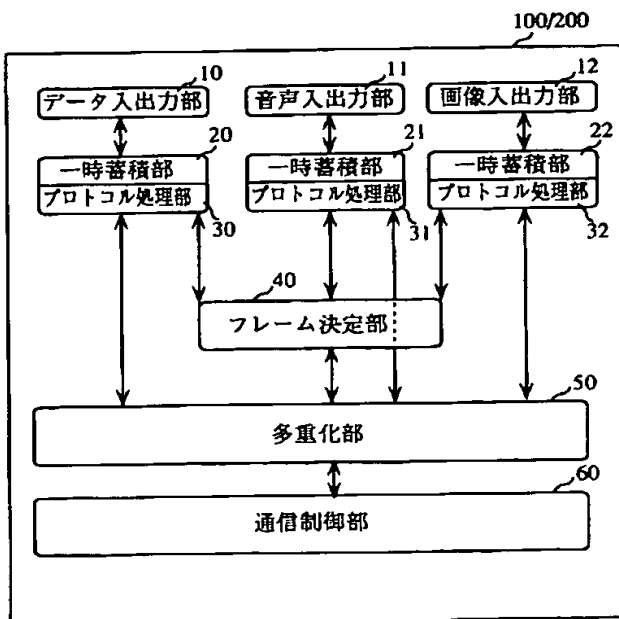 100/200
10
11
12
データ入出力部
音声入出力部
画像入出力部
20
21
22
一時蓄積部
一時蓄積部
一時蓄積部
プロトコル処理部
プロトコル処理部
プロトコル処理部
30
31
32
40
フレーム決定部
50
多重化部
60
通信制御部